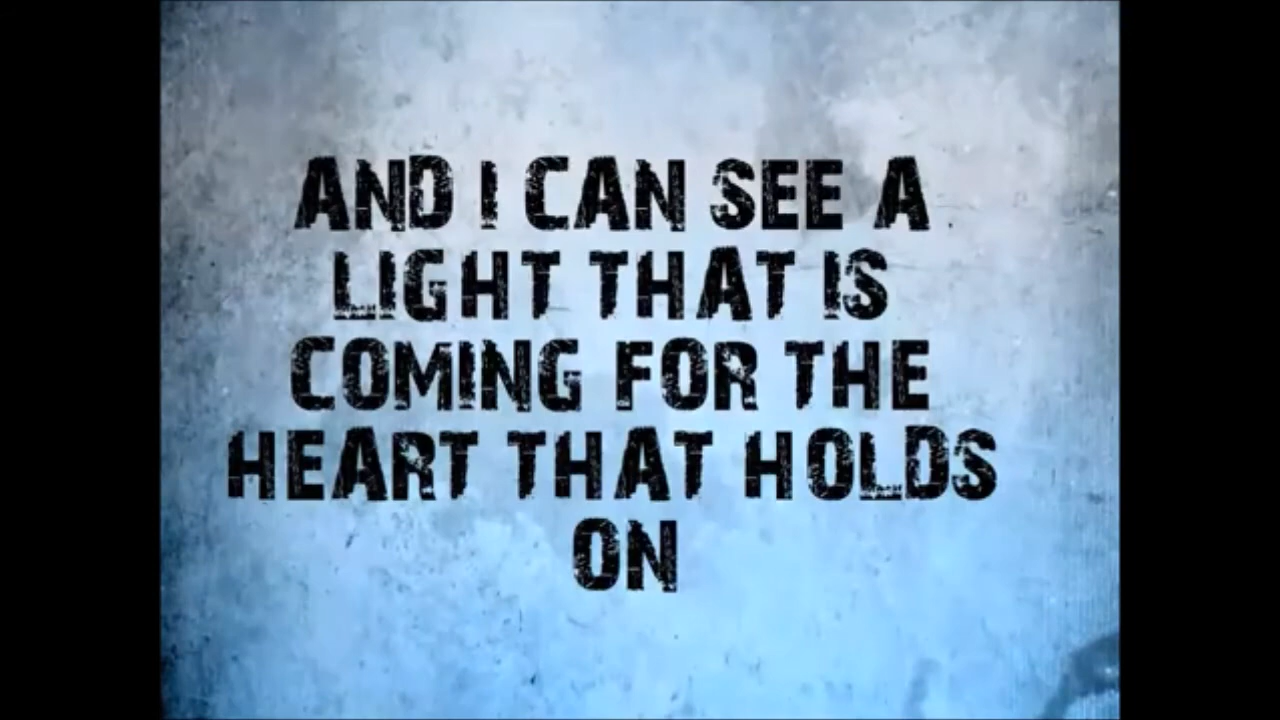 AND I CAN SEE A
LIGHT THAT IS
COMING FOR THE
HEART THAT HOLDS
ON